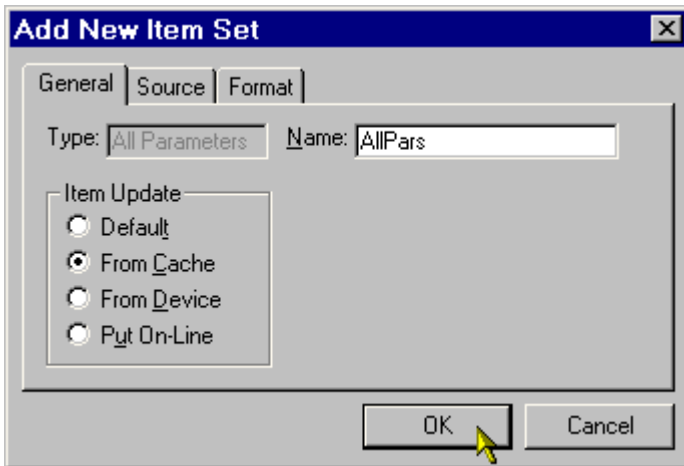 Add New Item Set
General Source Format
Type: All Parameters Name: AllPars
Item Update
Default
From Cache
From Device
Put On-Line
OK Cancel